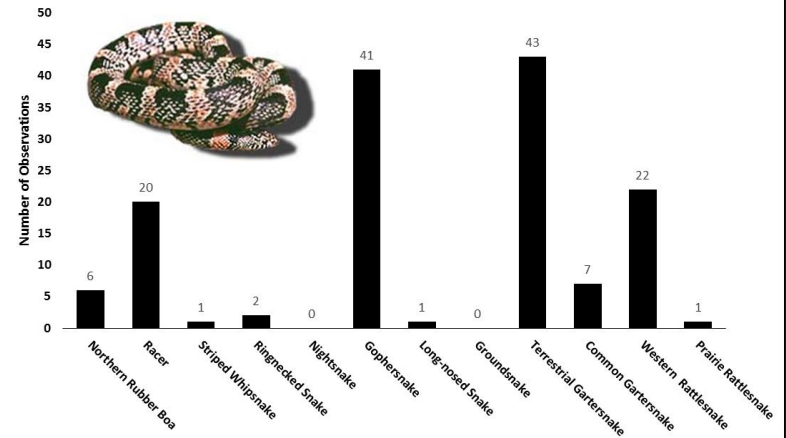 50
45
40
35
30
25
20
15
10
5
0
Number of Observations
6
20
1
2
0
41
1
0
43
7
22
1
Northern Rubber Boa
Racer
Striped Whipsnake
Ringnecked Snake
Nightsnake
Gophersnake
Long-nosed Snake
Groundsnake
Terrestrial Gartersnake
Common Gartersnake
Western Rattlesnake
Prairie Rattlesnake